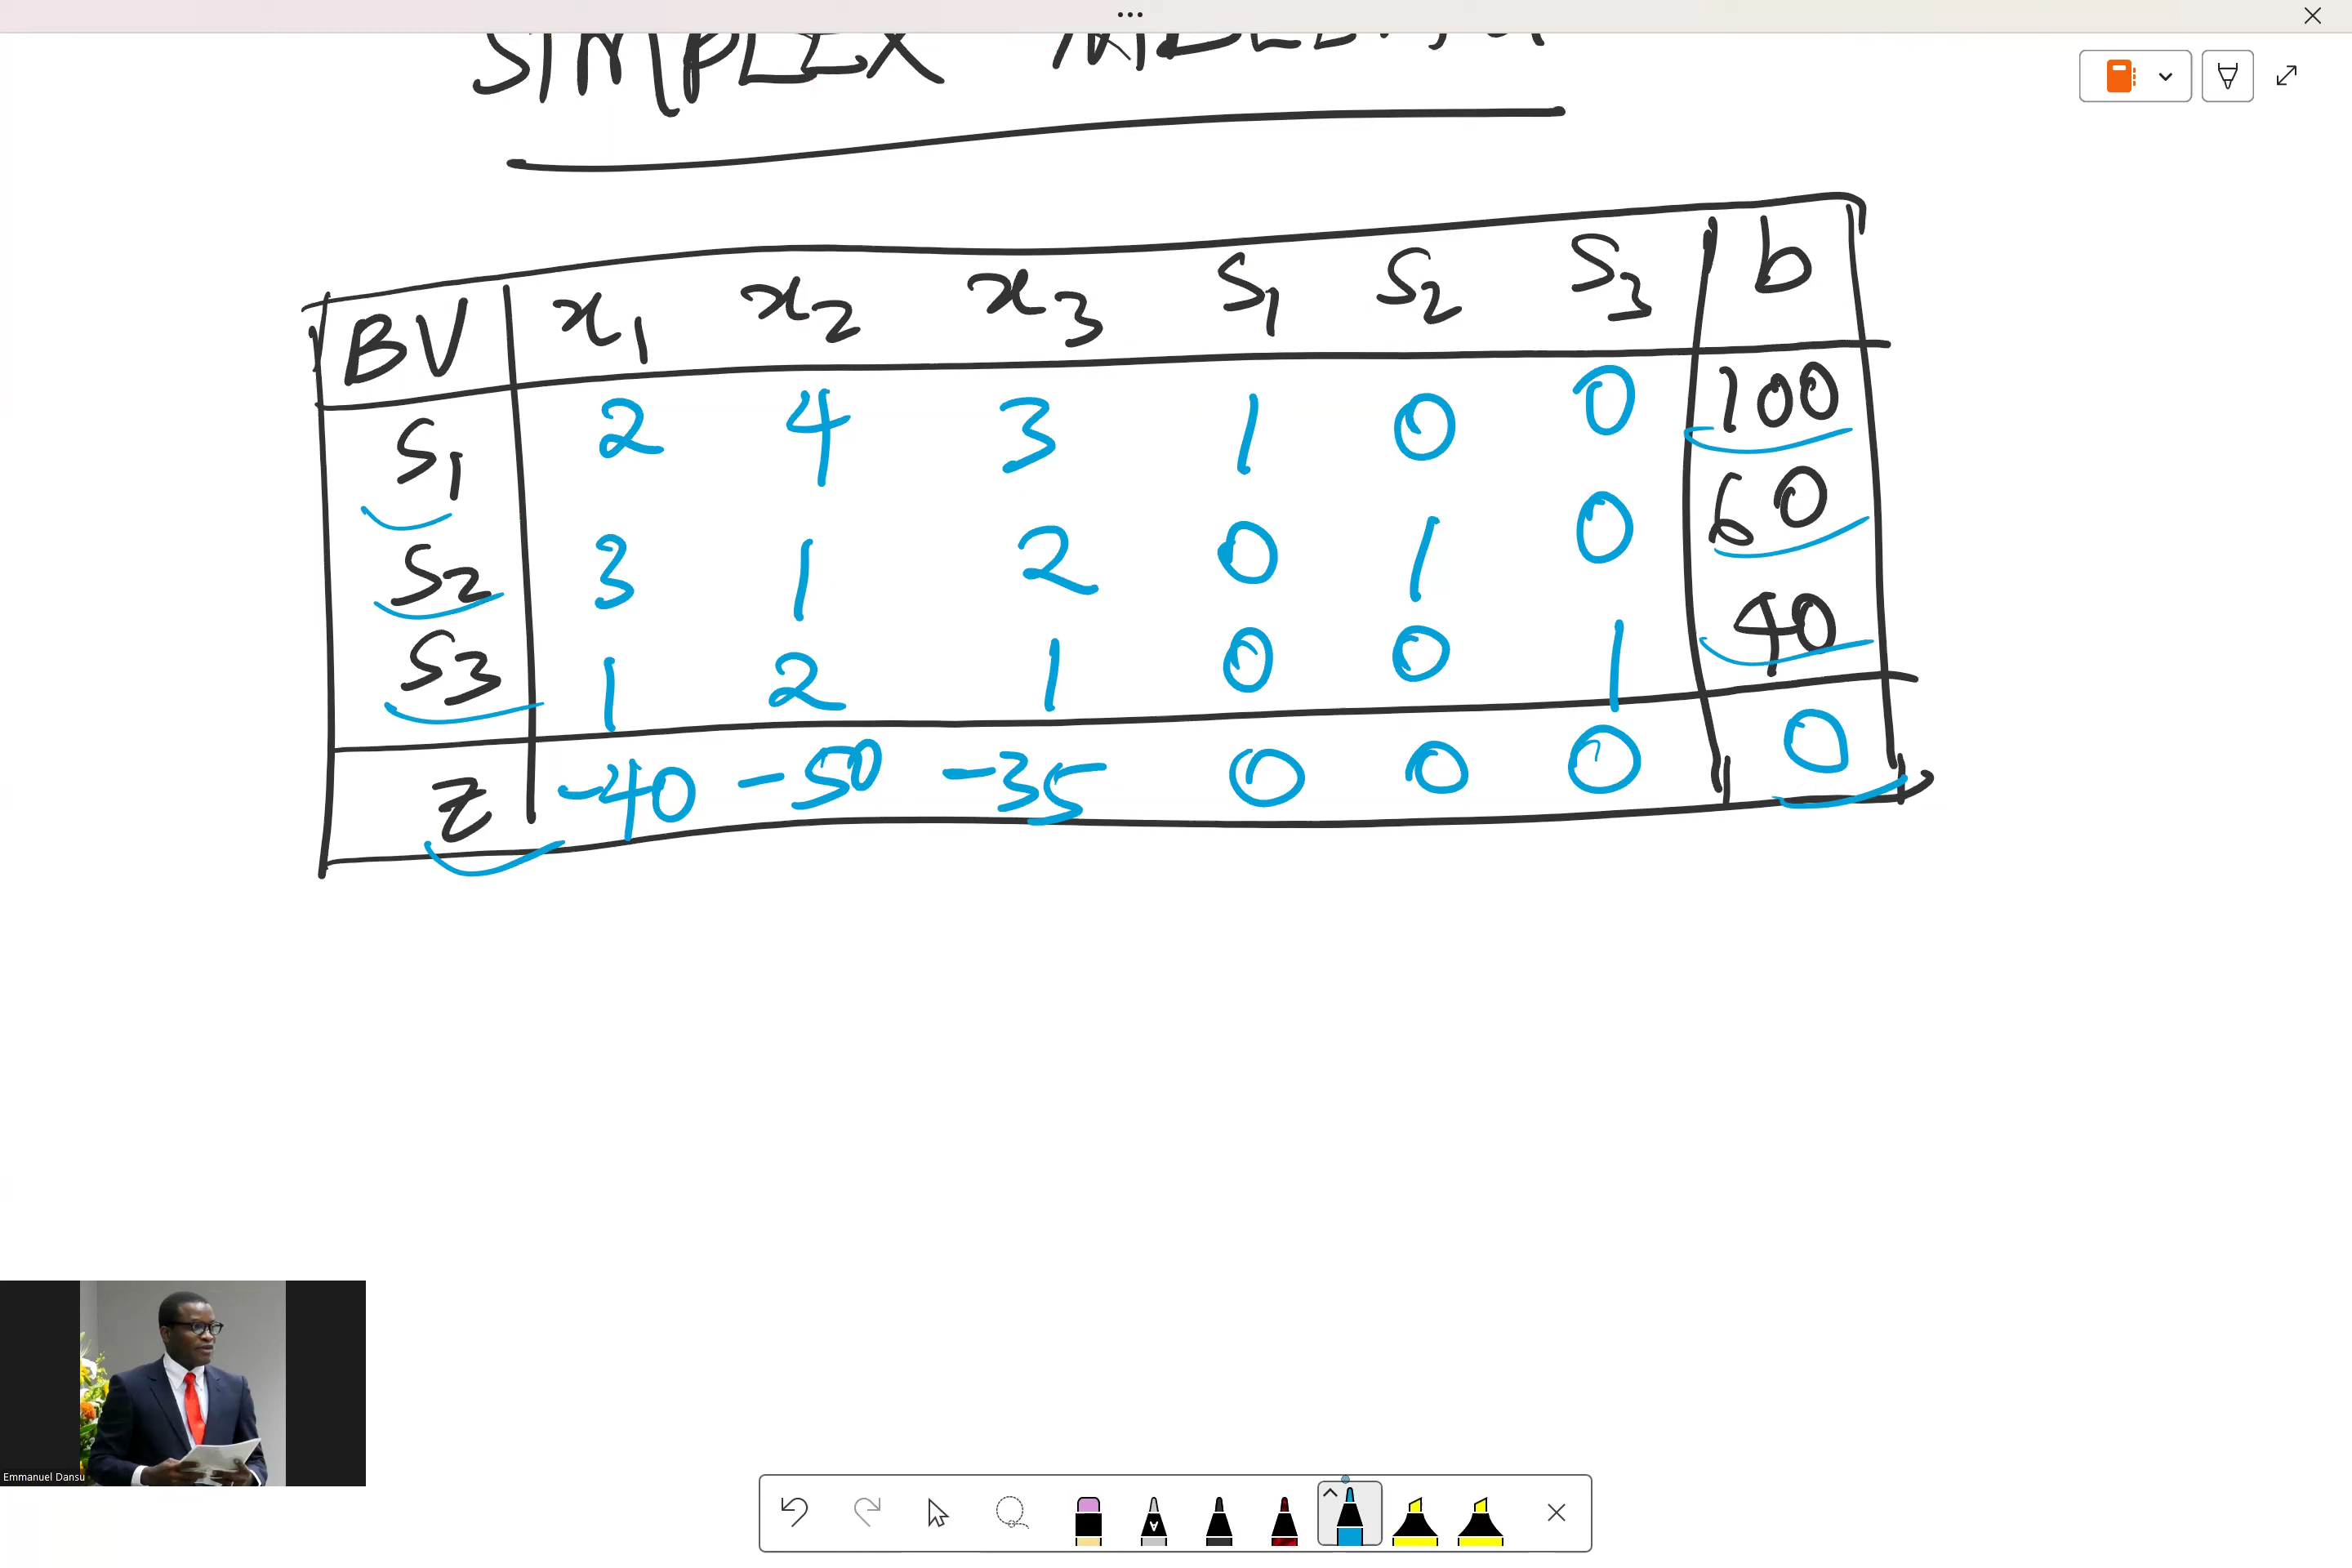 SIMPLEX
BV x₁ x₂ x₃ S₁ S₂ S₃ b
S₁ 2 4 3 1 0 0 100
S₂ 3 1 2 0 1 0 60
S₃ 1 2 1 0 0 1 40
Z -40 -50 -35 0 0 0 0
Emmanuel Dansu